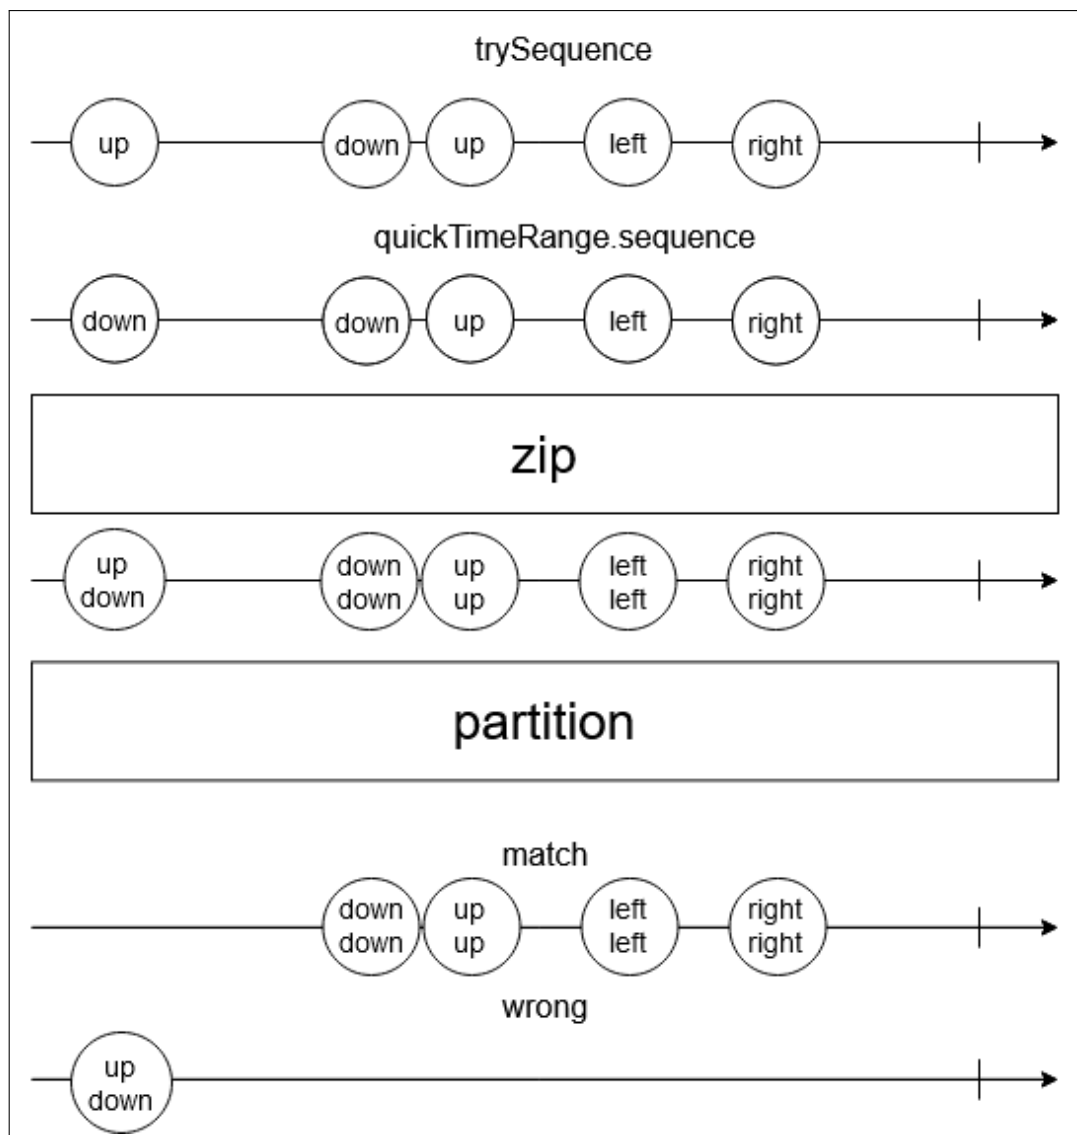 trySequence
up down up left right
quickTimeRange.sequence
down down up left right
zip
up down up left right
down down up left right
partition
match
down up left right
down up left right
wrong
up
down